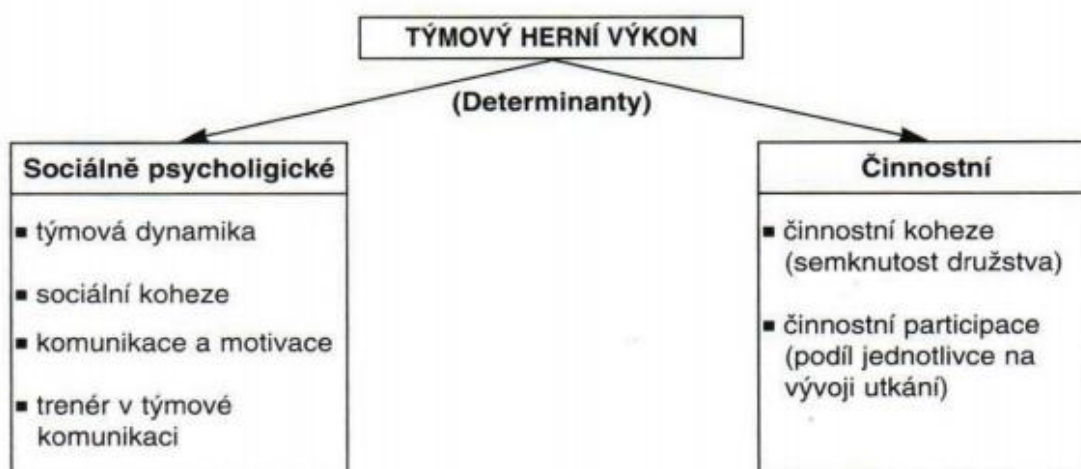 TÝMOVÝ HERNÍ VÝKON
(Determinanty)
Sociálně psycholigické
▪ týmová dynamika
▪ sociální koheze
▪ komunikace a motivace
▪ trenér v týmové
komunikaci
Činnostní
▪ činnostní koheze
(semknutost družstva)
▪ činnostní participace
(podíl jednotlivce na
vývoji utkání)